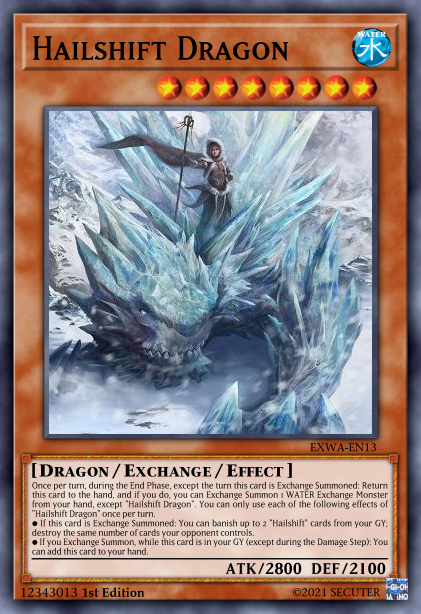 HAILSHIFT DRAGON
WATER
水
EXWA-EN13
[DRAGON / EXCHANGE / EFFECT]
Once per turn, during the End Phase, except the turn this card is Exchange Summoned: Return
this card to the hand, and if you do, you can Exchange Summon 1 WATER Exchange Monster
from your hand, except "Hailshift Dragon". You can only use each of the following effects of
"Hailshift Dragon" once per turn.
● If this card is Exchange Summoned: You can banish up to 2 "Hailshift" cards from your GY;
destroy the same number of cards your opponent controls.
● If you Exchange Summon, while this card is in your GY (except during the Damage Step): You
can add this card to your hand.
ATK/2800 DEF/2100
12343013 1st Edition
©2021 SECUTER